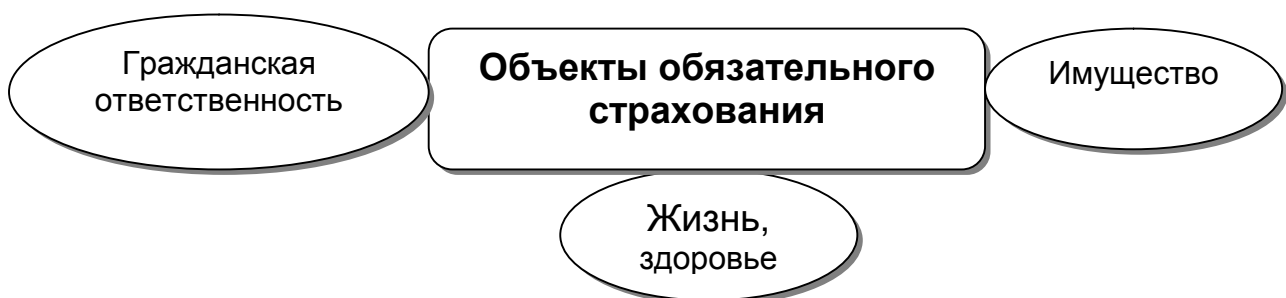 Гражданская
ответственность
Объекты обязательного
страхования
Имущество
Жизнь,
здоровье